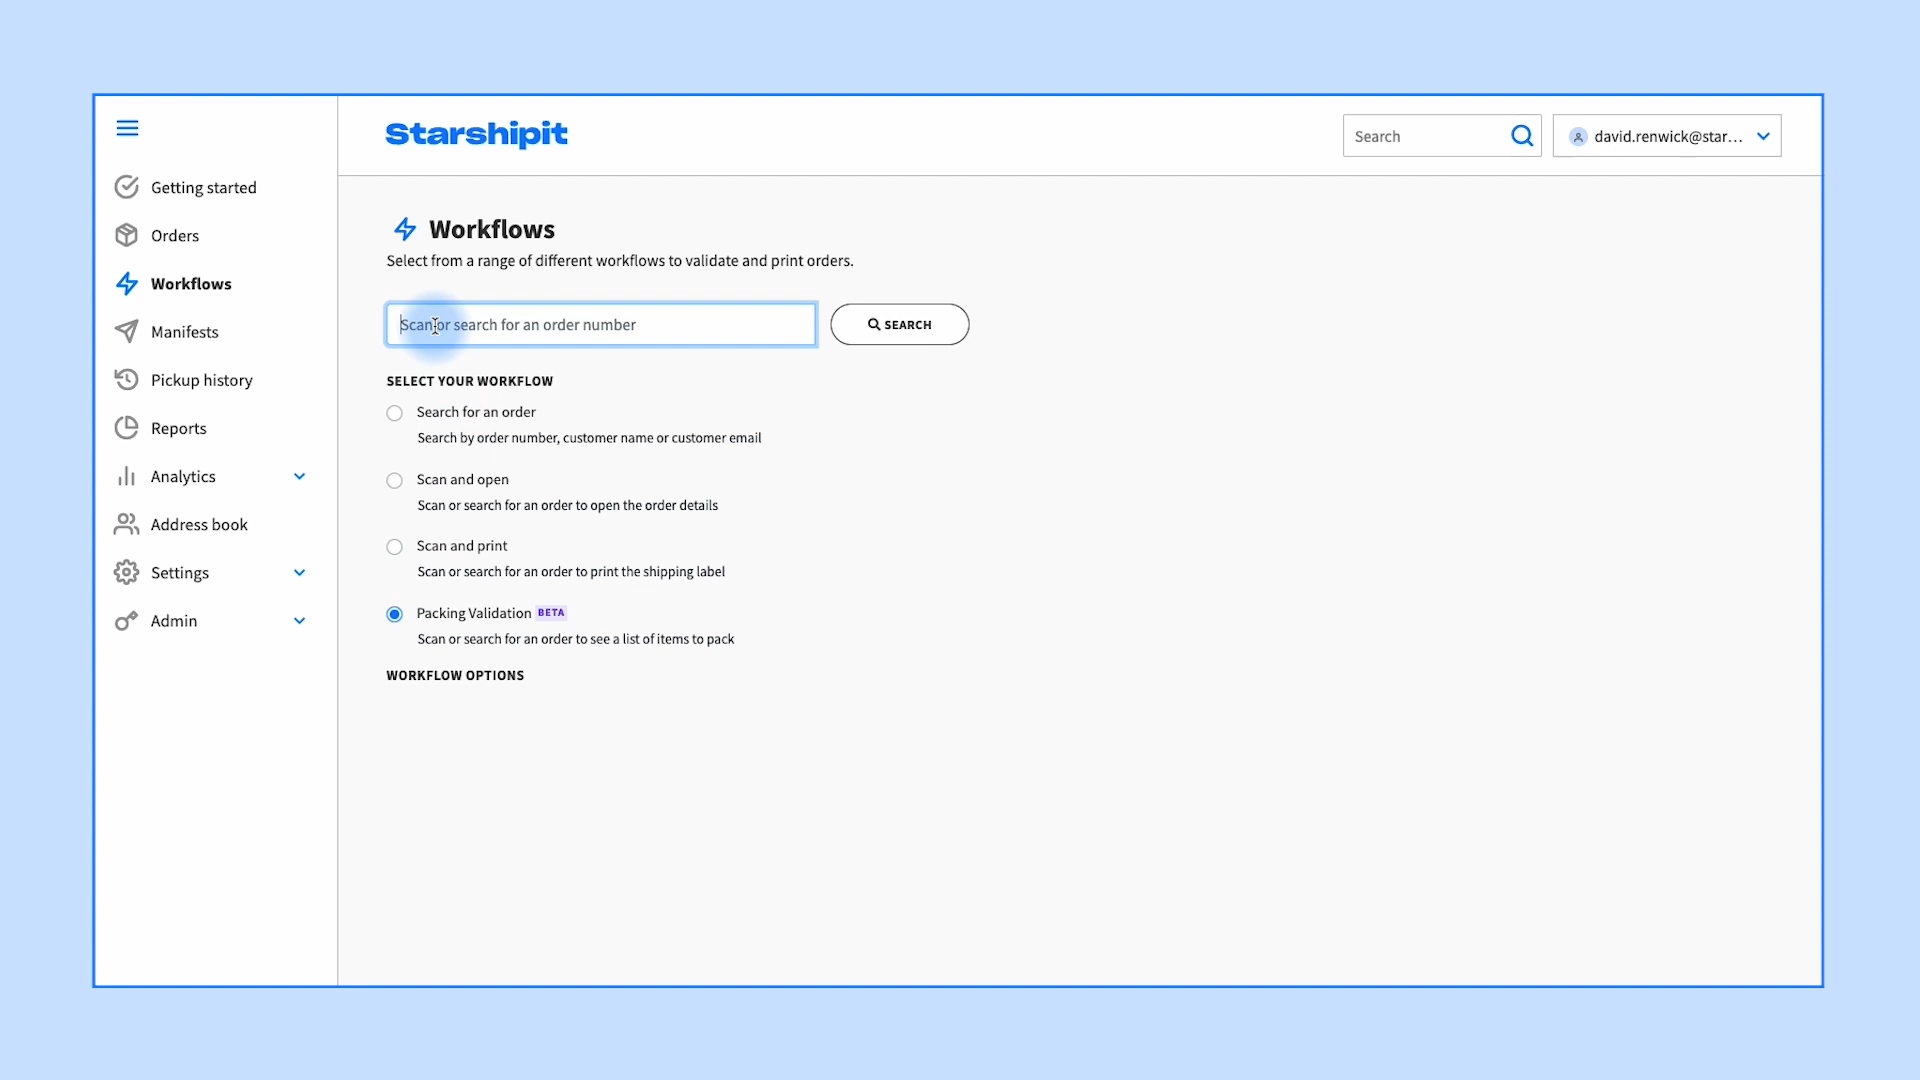 Starshipit
Search
david.renwick@star...
Getting started
Orders
Workflows
Manifests
Pickup history
Reports
Analytics
Address book
Settings
Admin
Workflows
Select from a range of different workflows to validate and print orders.
Scan or search for an order number
SEARCH
SELECT YOUR WORKFLOW
Search for an order
Search by order number, customer name or customer email
Scan and open
Scan or search for an order to open the order details
Scan and print
Scan or search for an order to print the shipping label
Packing Validation BETA
Scan or search for an order to see a list of items to pack
WORKFLOW OPTIONS